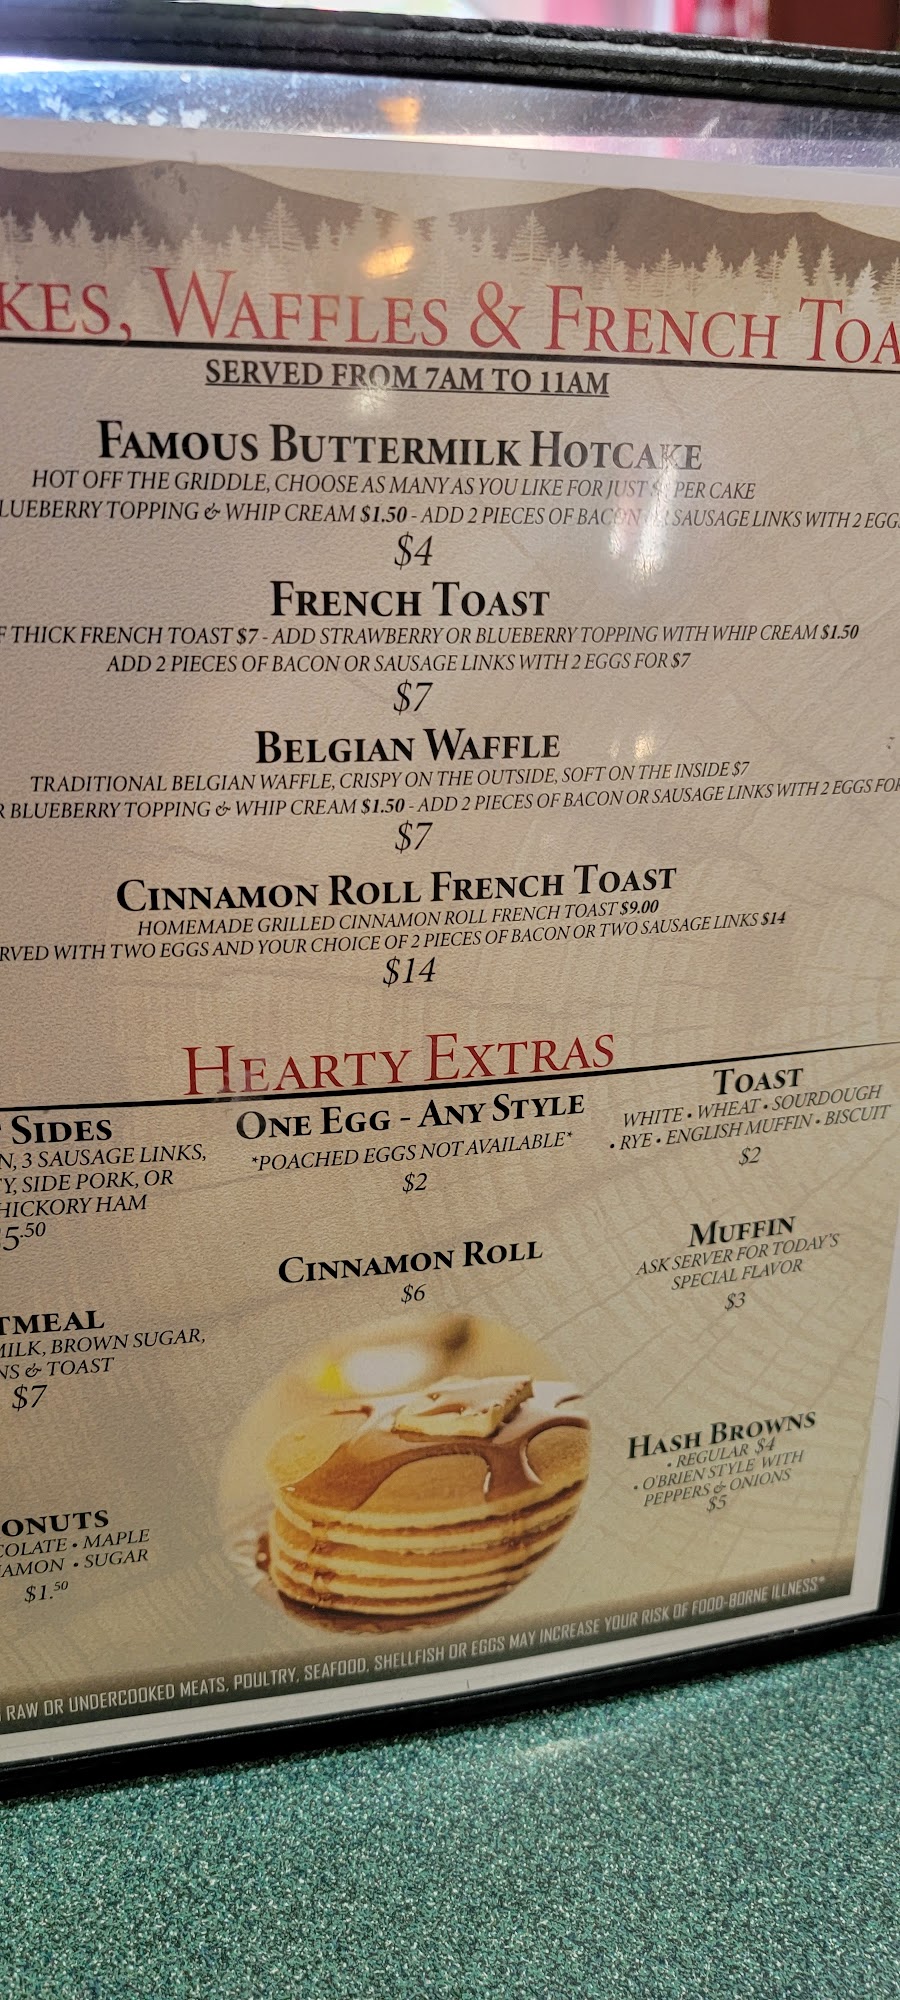 KES, WAFFLES & FRENCH TOA
SERVED FROM 7AM TO 11AM
FAMOUS BUTTERMILK HOTCAKE
HOT OFF THE GRIDDLE, CHOOSE AS MANY AS YOU LIKE FOR JUST PER CAKE
LUEBERRY TOPPING & WHIP CREAM $1.50 - ADD 2 PIECES OF BACON OR SAUSAGE LINKS WITH 2 EGG
$4
FRENCH TOAST
F THICK FRENCH TOAST $7 - ADD STRAWBERRY OR BLUEBERRY TOPPING WITH WHIP CREAM $1.50
ADD 2 PIECES OF BACON OR SAUSAGE LINKS WITH 2 EGGS FOR $7
$7
BELGIAN WAFFLE
TRADITIONAL BELGIAN WAFFLE, CRISPY ON THE OUTSIDE, SOFT ON THE INSIDE $7
R BLUEBERRY TOPPING & WHIP CREAM $1.50 - ADD 2 PIECES OF BACON OR SAUSAGE LINKS WITH 2 EGGS FOR
$7
CINNAMON ROLL FRENCH TOAST
HOMEMADE GRILLED CINNAMON ROLL FRENCH TOAST $9.00
RVED WITH TWO EGGS AND YOUR CHOICE OF 2 PIECES OF BACON OR TWO SAUSAGE LINKS $14
$14
HEARTY EXTRAS
SIDES
N, 3 SAUSAGE LINKS,
Y, SIDE PORK, OR
HICKORY HAM
5.50
ONE EGG - ANY STYLE
*POACHED EGGS NOT AVAILABLE*
$2
TOAST
WHITE • WHEAT • SOURDOUGH
• RYE • ENGLISH MUFFIN • BISCUIT
$2
TMEAL
MILK, BROWN SUGAR,
NS & TOAST
$7
CINNAMON ROLL
$6
MUFFIN
ASK SERVER FOR TODAY'S
SPECIAL FLAVOR
$3
ONUTS
COLATE • MAPLE
NAMON • SUGAR
$1.50
HASH BROWNS
• REGULAR $4
• O'BRIEN STYLE WITH
PEPPERS & ONIONS
$5
RAW OR UNDERCOOKED MEATS, POULTRY, SEAFOOD, SHELLFISH OR EGGS MAY INCREASE YOUR RISK OF FOOD-BORNE ILLNESS*